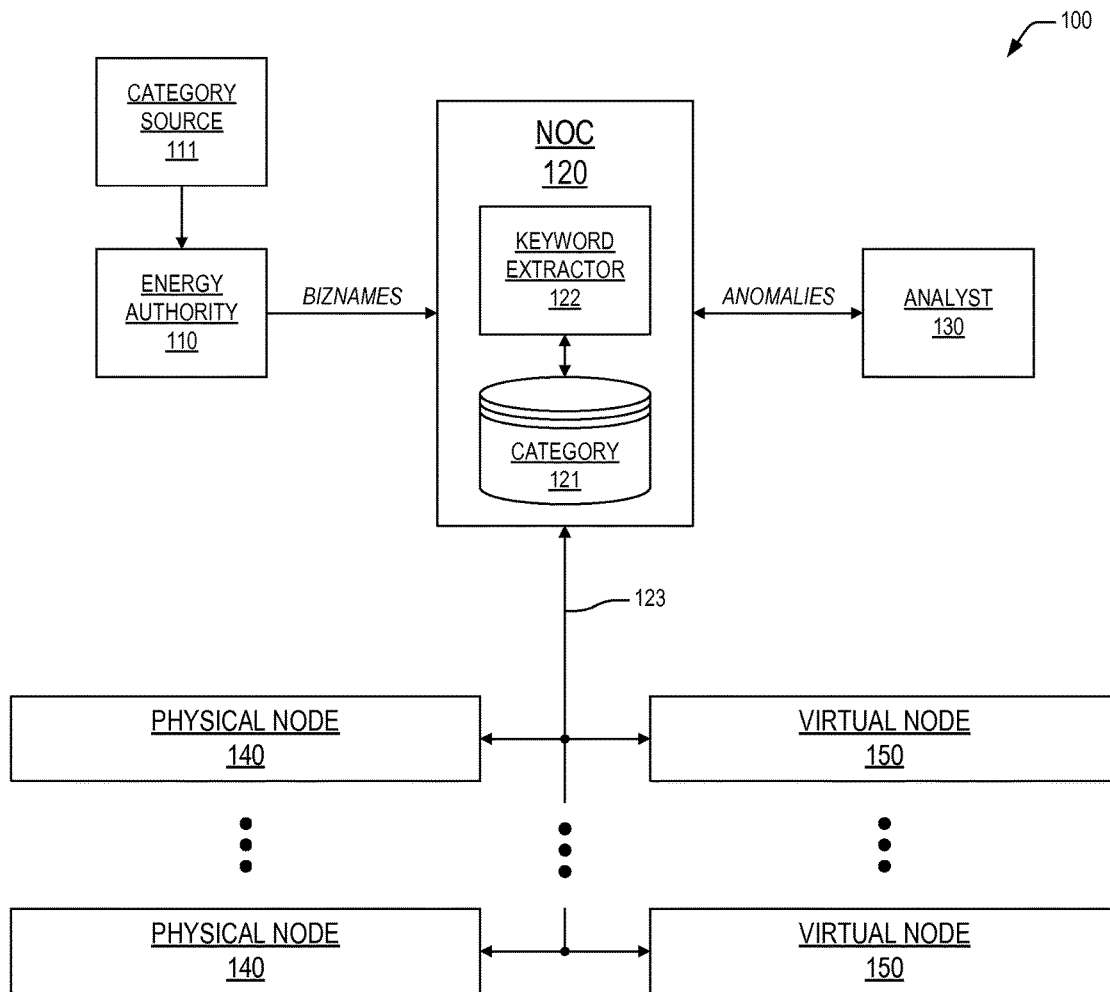 100
CATEGORY
SOURCE
111
NOC
120
KEYWORD
EXTRACTOR
122
ENERGY
AUTHORITY
110
BIZNAMES
ANOMALIES
ANALYST
130
CATEGORY
121
123
PHYSICAL NODE
140
VIRTUAL NODE
150
PHYSICAL NODE
140
VIRTUAL NODE
150